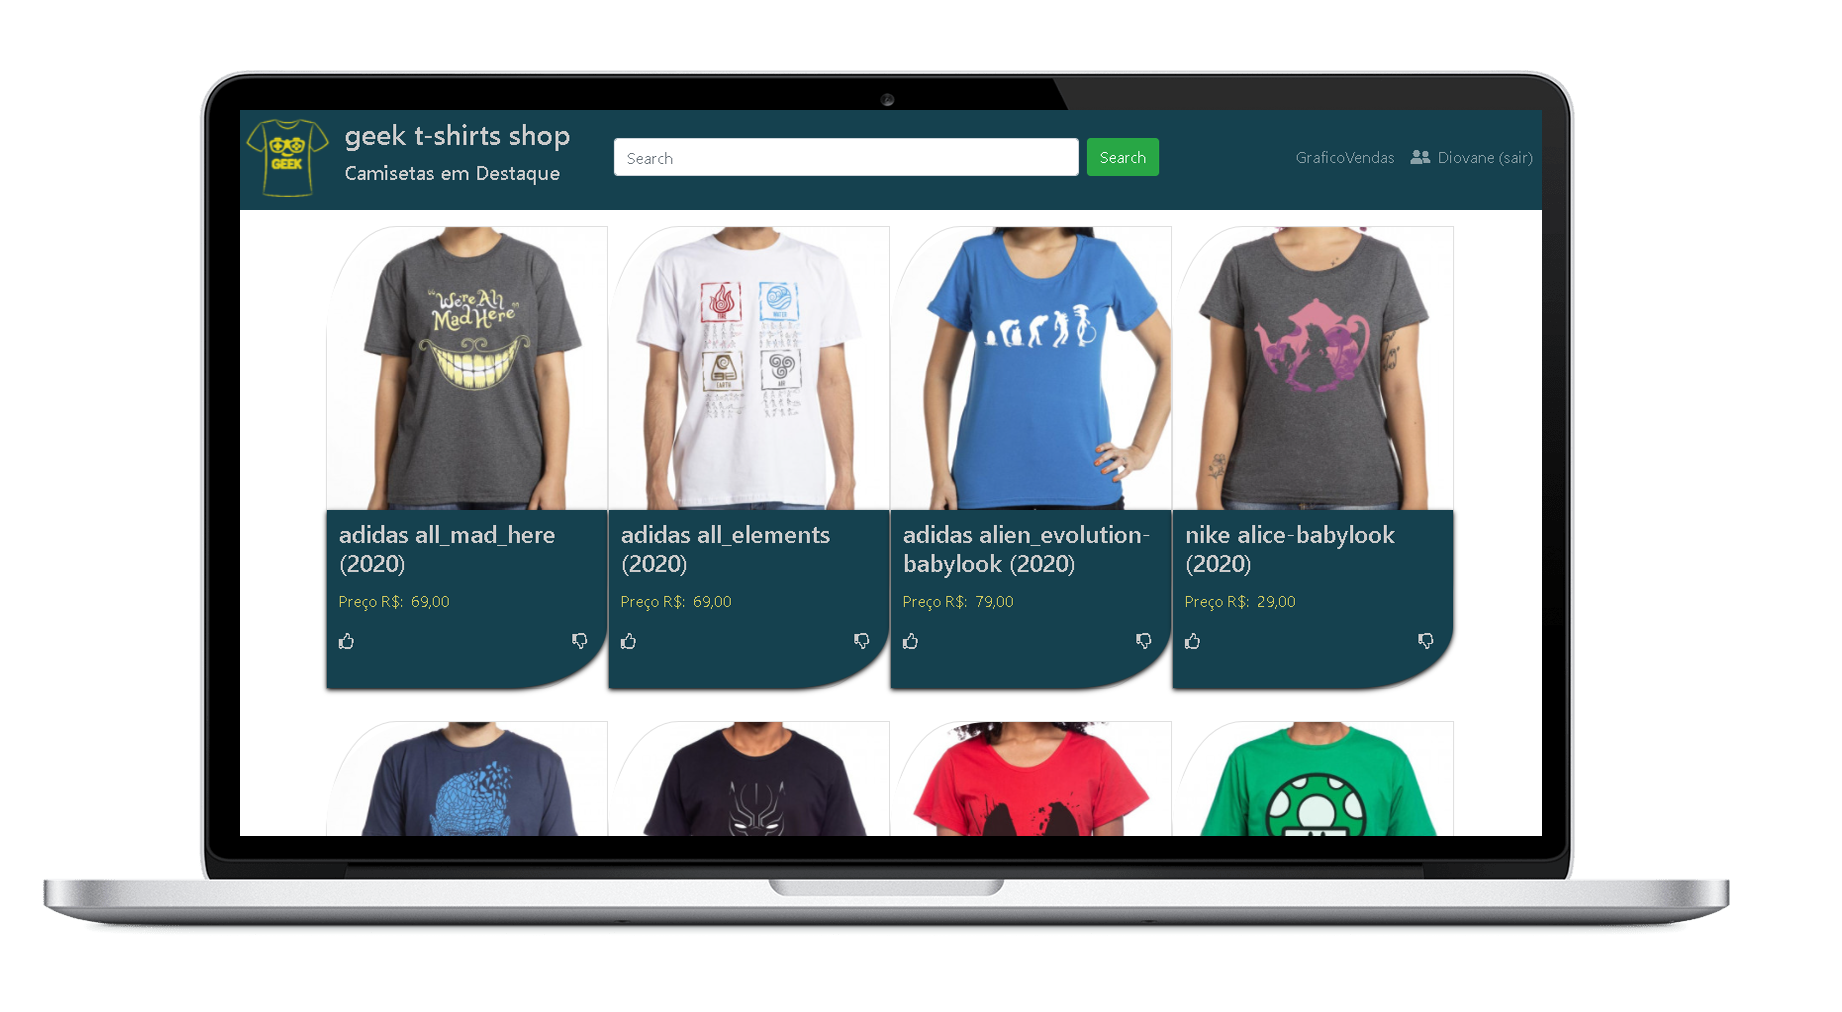 GEEK
geek t-shirts shop
Camisetas em Destaque
Search
Search
GraficoVendas
Diovane (sair)
"We're All
Mad Here"
FIRE
WATER
EARTH
AIR
adidas all_mad_here
(2020)
Preço R$: 69,00
adidas all_elements
(2020)
Preço R$: 69,00
adidas alien_evolution-
babylook (2020)
Preço R$: 79,00
nike alice-babylook
(2020)
Preço R$: 29,00